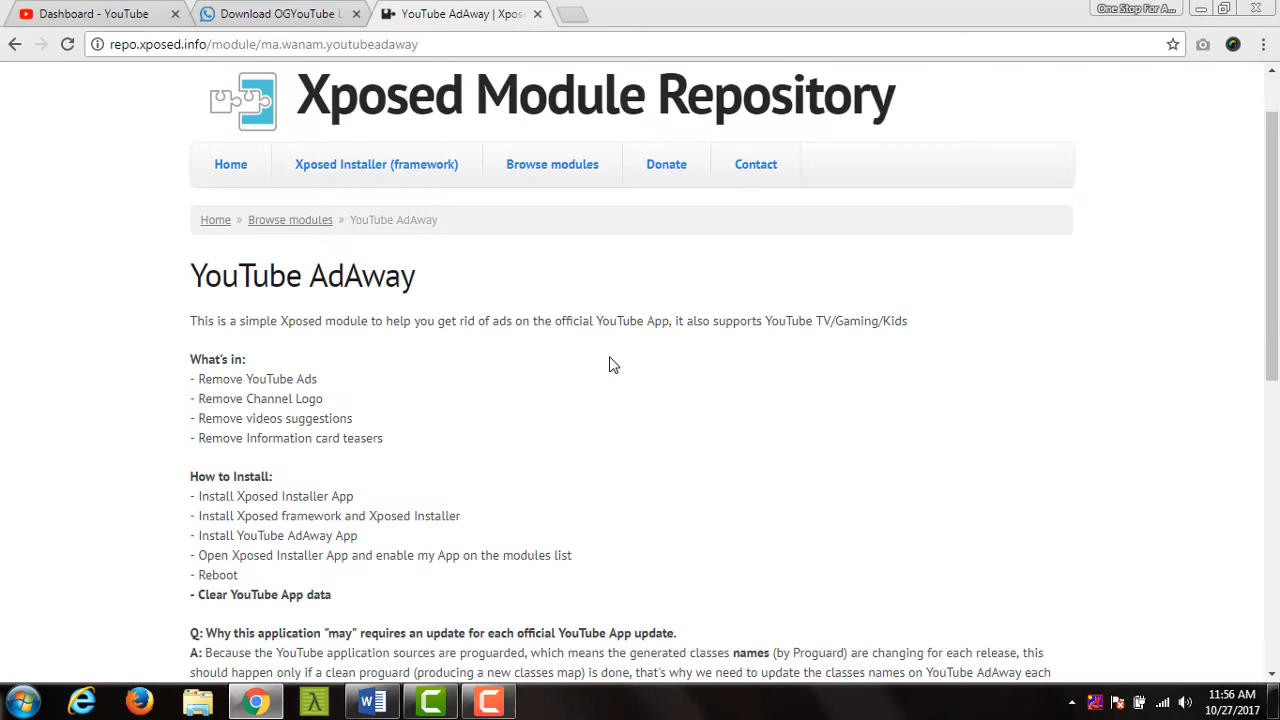 Dashboard - YouTube
Download OGYouTube L
YouTube AdAway | Xpos
One Stop For A...
repo.xposed.info/module/ma.wanam.youtubeadaway
Xposed Module Repository
Home
Xposed Installer (framework)
Browse modules
Donate
Contact
Home » Browse modules » YouTube AdAway
YouTube AdAway
This is a simple Xposed module to help you get rid of ads on the official YouTube App, it also supports YouTube TV/Gaming/Kids
What's in:
- Remove YouTube Ads
- Remove Channel Logo
- Remove videos suggestions
- Remove Information card teasers
How to Install:
- Install Xposed Installer App
- Install Xposed framework and Xposed Installer
- Install YouTube AdAway App
- Open Xposed Installer App and enable my App on the modules list
- Reboot
- Clear YouTube App data
Q: Why this application "may" requires an update for each official YouTube App update.
A: Because the YouTube application sources are proguarded, which means the generated classes names (by Proguard) are changing for each release, this
should happen only if a clean proguard (producing a new classes map) is done, that's why we need to update the classes names on YouTube AdAway each
11:56 AM
10/27/2017